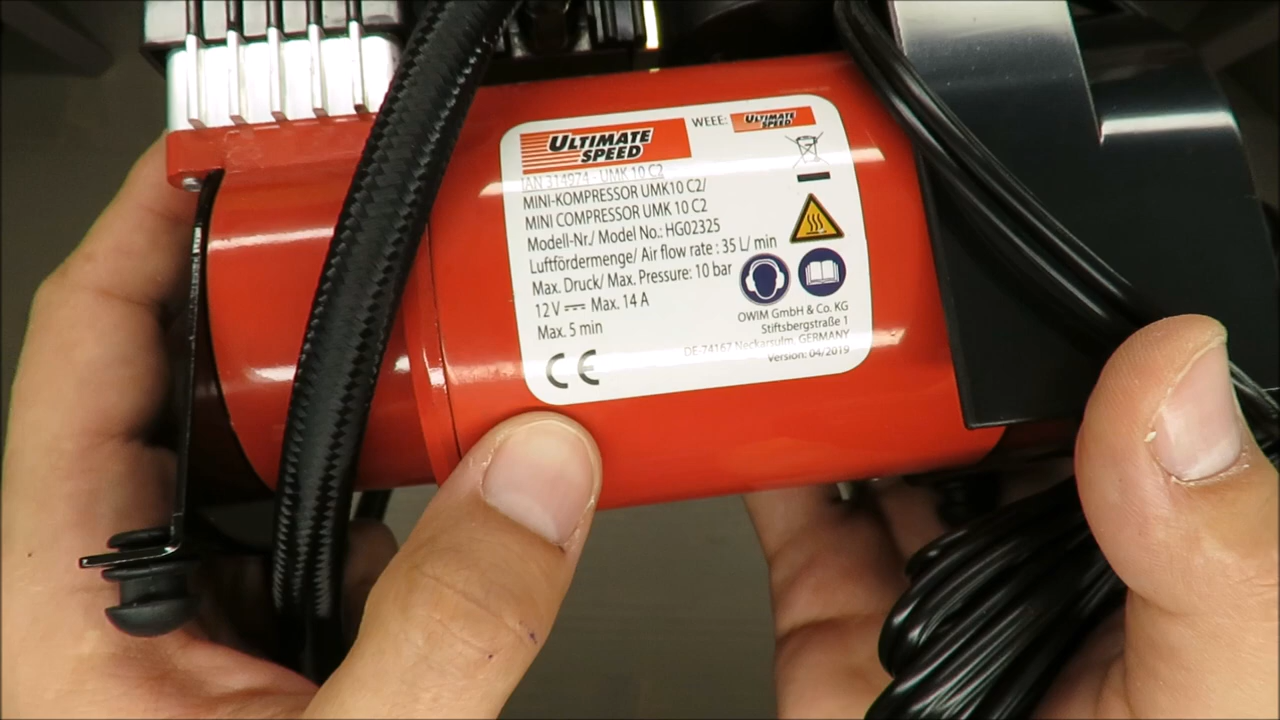 ULTIMATE
SPEED
WEEE: ULTIMATE
SPEED
IAN 314974 - UMK 10 C2
MINI-KOMPRESSOR UMK10 C2/
MINI COMPRESSOR UMK 10 C2
Modell-Nr./ Model No.: HG02325
Luftfördermenge/ Air flow rate : 35 L/ min
Max. Druck/ Max. Pressure: 10 bar
12 V ⎓ Max. 14 A
Max. 5 min
CE
OWIM GmbH & Co. KG
Stiftsbergstraße 1
DE-74167 Neckarsulm, GERMANY
Version: 04/2019